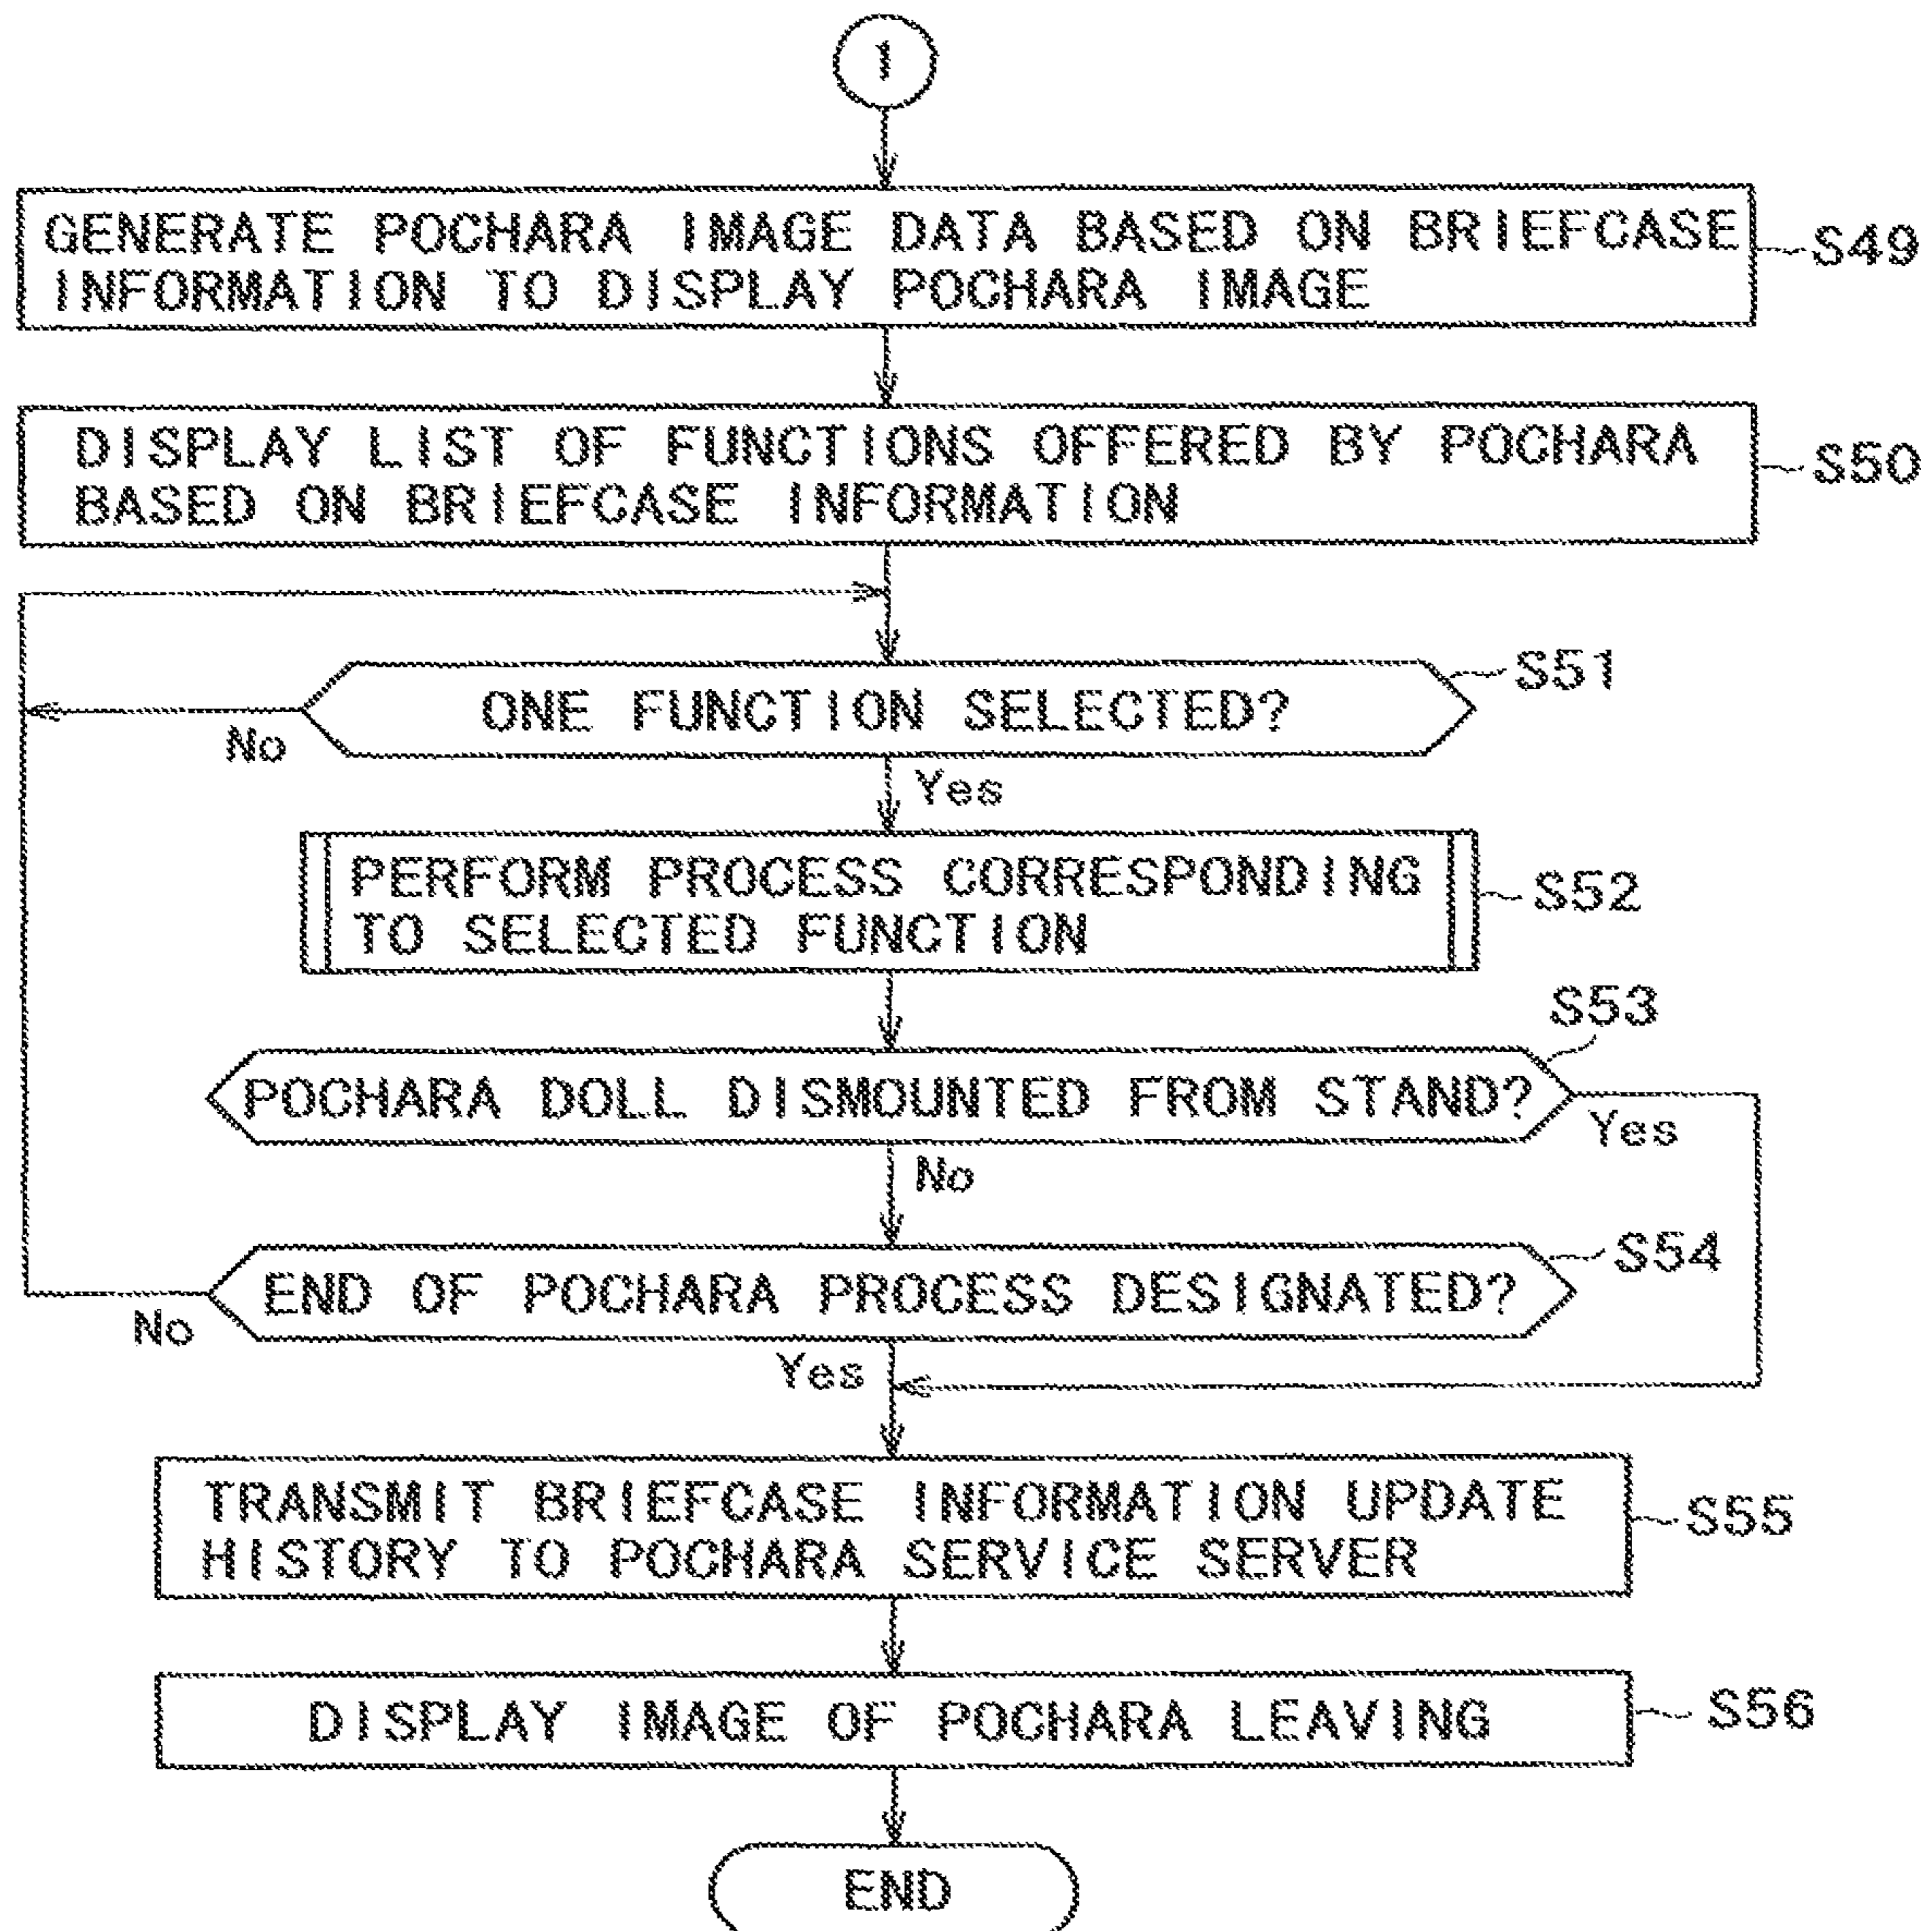 1
GENERATE POCHARA IMAGE DATA BASED ON BRIEFCASE
INFORMATION TO DISPLAY POCHARA IMAGE
S49
DISPLAY LIST OF FUNCTIONS OFFERED BY POCHARA
BASED ON BRIEFCASE INFORMATION
S50
ONE FUNCTION SELECTED?
S51
No
Yes
PERFORM PROCESS CORRESPONDING
TO SELECTED FUNCTION
S52
S53
POCHARA DOLL DISMOUNTED FROM STAND?
Yes
No
S54
END OF POCHARA PROCESS DESIGNATED?
No
Yes
TRANSMIT BRIEFCASE INFORMATION UPDATE
HISTORY TO POCHARA SERVICE SERVER
S55
DISPLAY IMAGE OF POCHARA LEAVING
S56
END